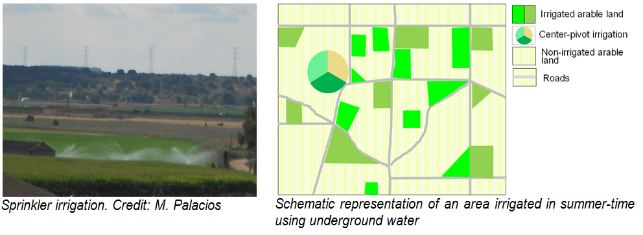 Irrigated arable land
Center-pivot irrigation
Non-irrigated arable
land
Roads
Sprinkler irrigation. Credit: M. Palacios
Schematic representation of an area irrigated in summer-time
using underground water